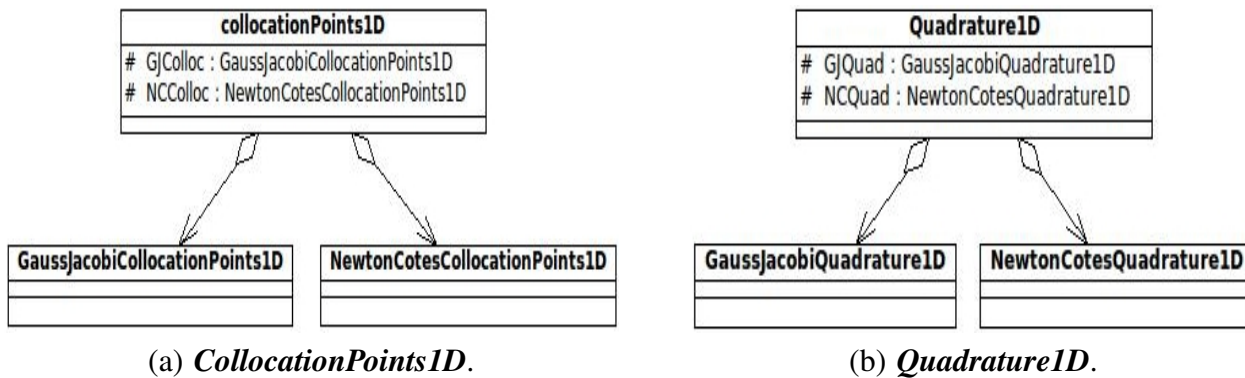 collocationPoints1D
# GJColloc : GaussJacobiCollocationPoints1D
# NCColloc : NewtonCotesCollocationPoints1D
GaussJacobiCollocationPoints1D
NewtonCotesCollocationPoints1D
(a) CollocationPoints1D.
Quadrature1D
# GJQuad : GaussJacobiQuadrature1D
# NCQuad : NewtonCotesQuadrature1D
GaussJacobiQuadrature1D
NewtonCotesQuadrature1D
(b) Quadrature1D.